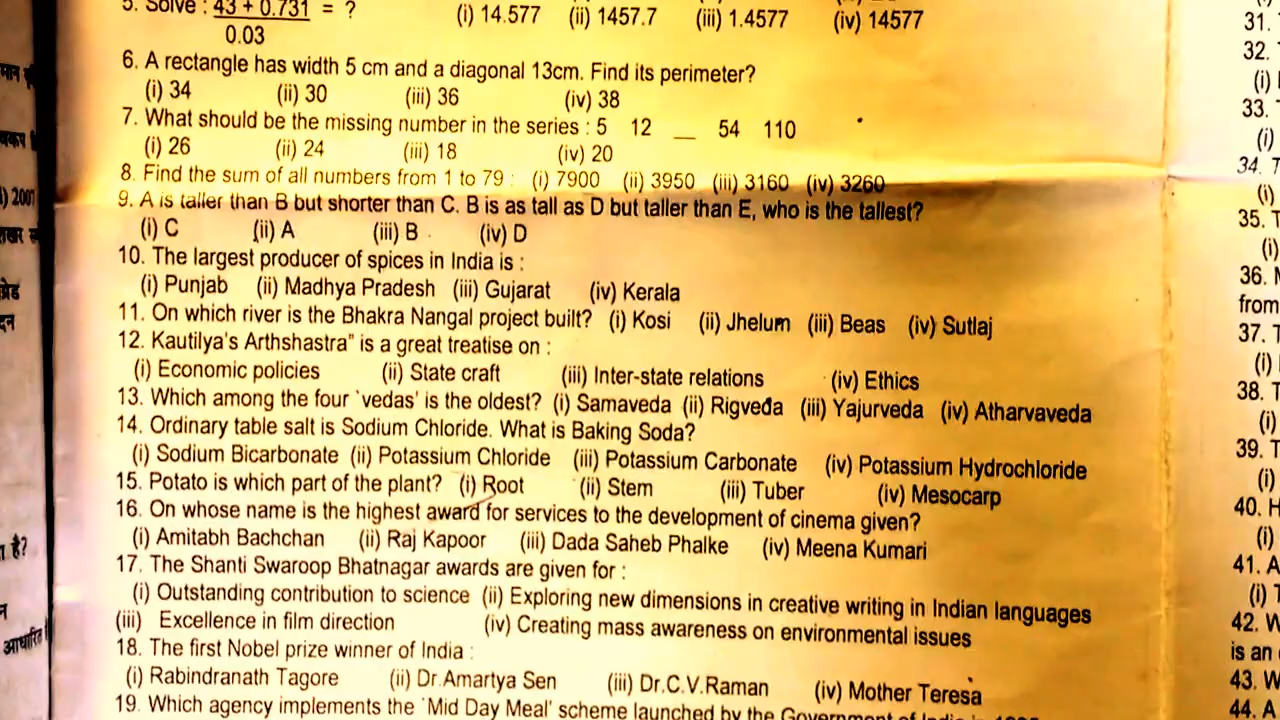 5. Solve : 43 + 0.731 = ? (i) 14.577 (ii) 1457.7 (iii) 1.4577 (iv) 14577
0.03
6. A rectangle has width 5 cm and a diagonal 13cm. Find its perimeter?
(i) 34 (ii) 30 (iii) 36 (iv) 38
7. What should be the missing number in the series : 5 12 __ 54 110
(i) 26 (ii) 24 (iii) 18 (iv) 20
8. Find the sum of all numbers from 1 to 79 : (i) 7900 (ii) 3950 (iii) 3160 (iv) 3260
9. A is taller than B but shorter than C. B is as tall as D but taller than E, who is the tallest?
(i) C (ii) A (iii) B (iv) D
10. The largest producer of spices in India is :
(i) Punjab (ii) Madhya Pradesh (iii) Gujarat (iv) Kerala
11. On which river is the Bhakra Nangal project built? (i) Kosi (ii) Jhelum (iii) Beas (iv) Sutlaj
12. Kautilya's Arthshastra" is a great treatise on :
(i) Economic policies (ii) State craft (iii) Inter-state relations (iv) Ethics
13. Which among the four `vedas' is the oldest? (i) Samaveda (ii) Rigveda (iii) Yajurveda (iv) Atharvaveda
14. Ordinary table salt is Sodium Chloride. What is Baking Soda?
(i) Sodium Bicarbonate (ii) Potassium Chloride (iii) Potassium Carbonate (iv) Potassium Hydrochloride
15. Potato is which part of the plant? (i) Root (ii) Stem (iii) Tuber (iv) Mesocarp
16. On whose name is the highest award for services to the development of cinema given?
(i) Amitabh Bachchan (ii) Raj Kapoor (iii) Dada Saheb Phalke (iv) Meena Kumari
17. The Shanti Swaroop Bhatnagar awards are given for :
(i) Outstanding contribution to science (ii) Exploring new dimensions in creative writing in Indian languages
(iii) Excellence in film direction (iv) Creating mass awareness on environmental issues
18. The first Nobel prize winner of India :
(i) Rabindranath Tagore (ii) Dr.Amartya Sen (iii) Dr.C.V.Raman (iv) Mother Teresa
19. Which agency implements the `Mid Day Meal' scheme launched by the Government of India in
31.
32.
(i)
33.
(i)
34.
(i)
35.
(i)
36.
from
37.
(i)
38.
(i)
39.
(i)
40.
(i)
41. A
(i)
42.
is an
43.
44. A